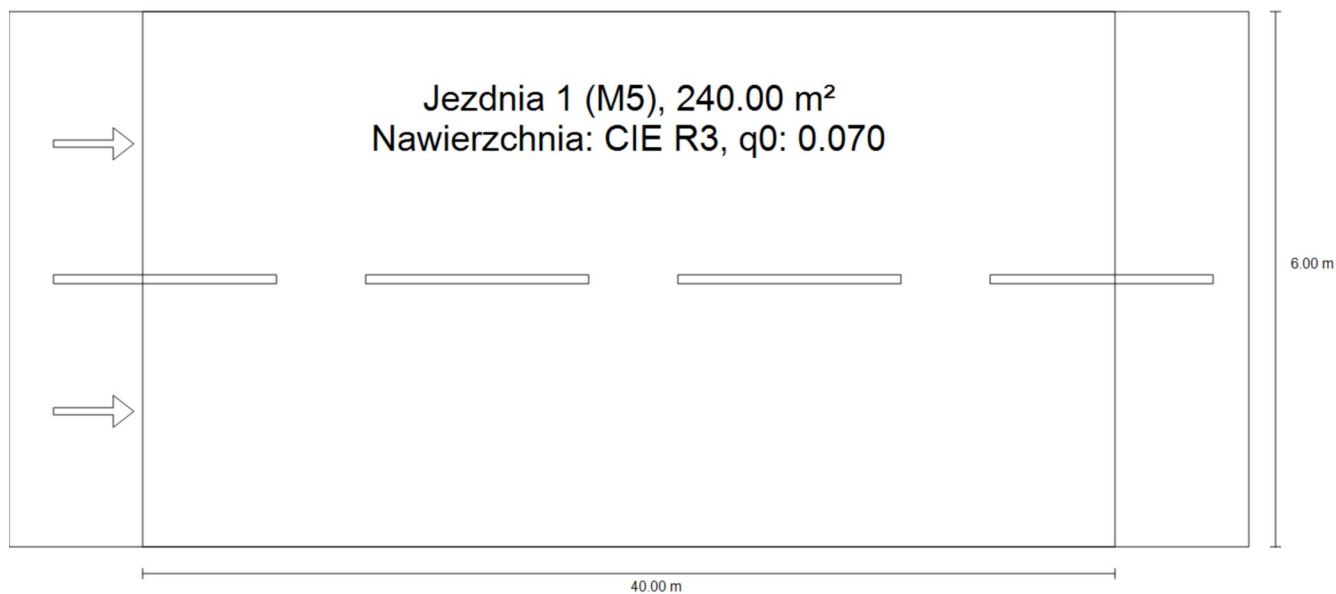 Jezdnia 1 (M5), 240.00 m²
Nawierzchnia: CIE R3, q0: 0.070
6.00 m
40.00 m